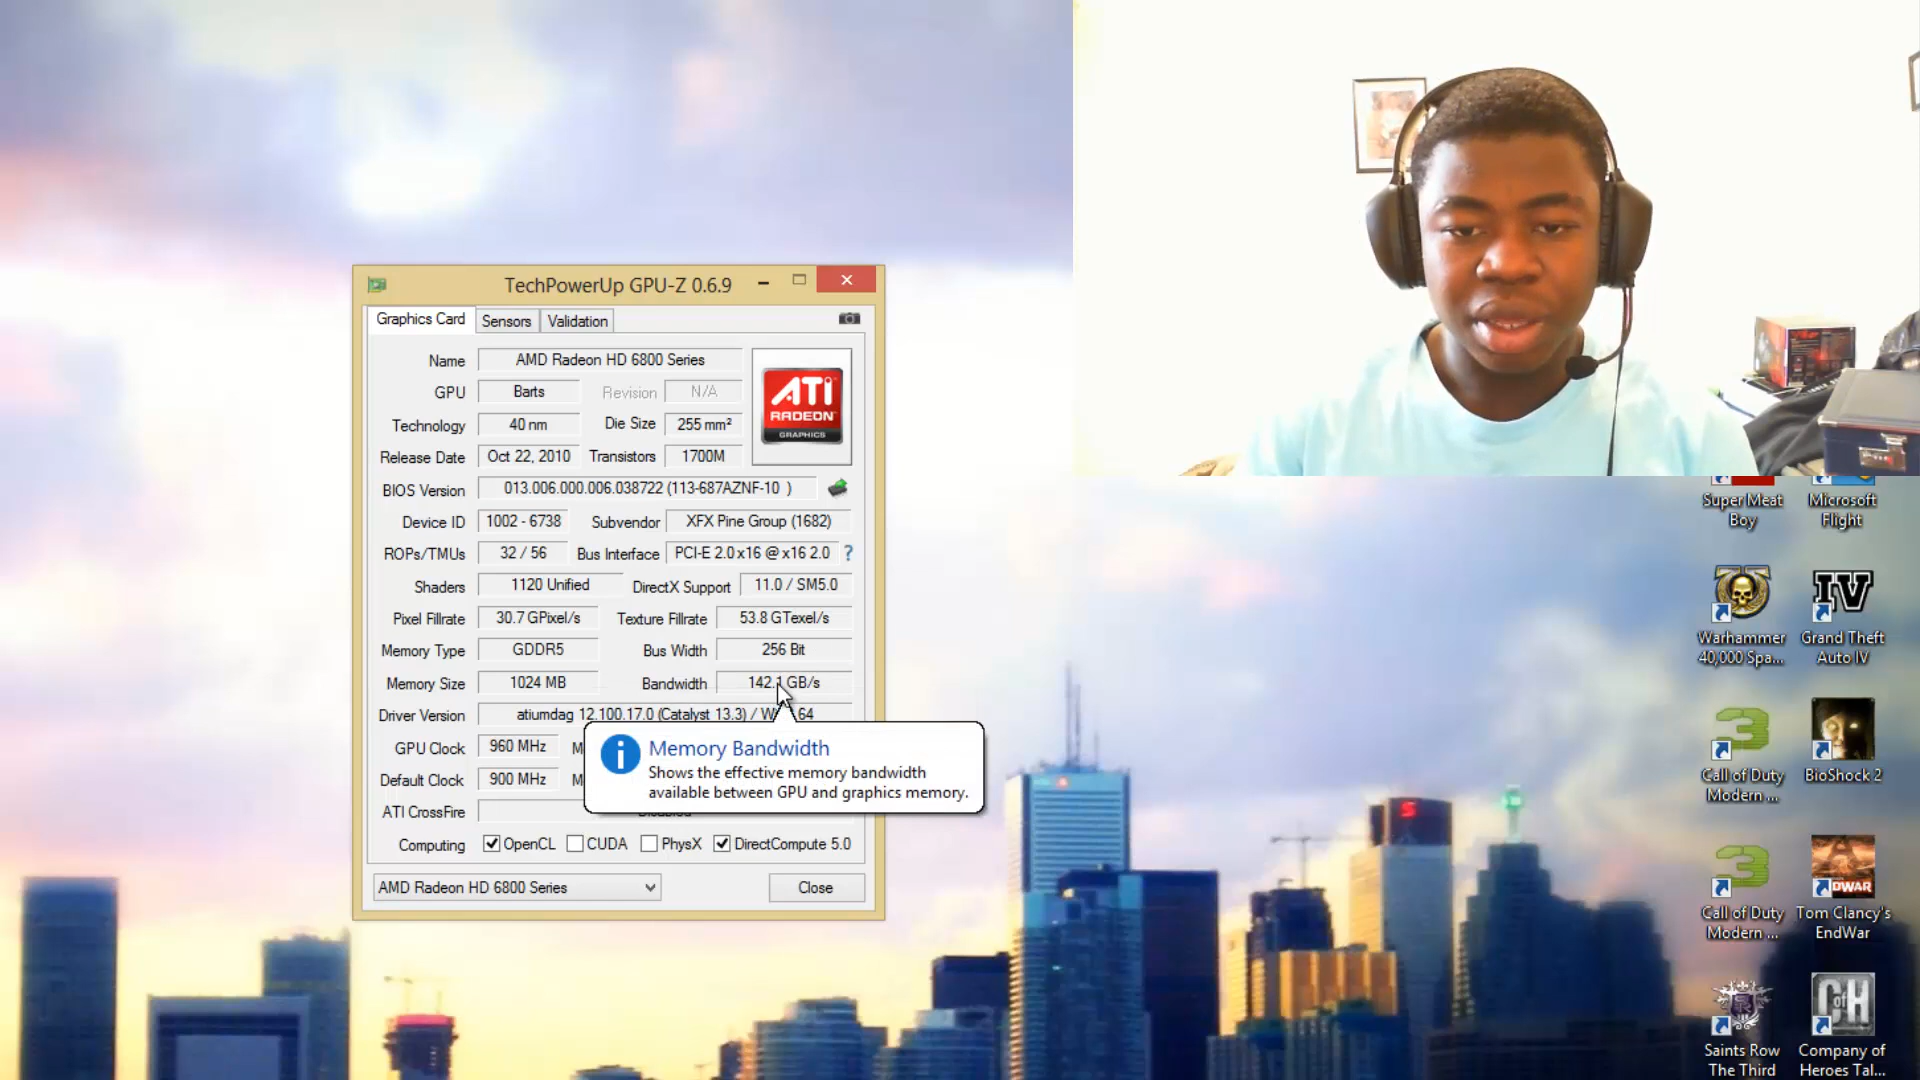 TechPowerUp GPU-Z 0.6.9
Graphics Card Sensors Validation
Name AMD Radeon HD 6800 Series
GPU Barts Revision N/A
Technology 40 nm Die Size 255 mm²
Release Date Oct 22, 2010 Transistors 1700M
ATI
RADEON
GRAPHICS
BIOS Version 013.006.000.006.038722 (113-687AZNF-10 )
Device ID 1002 - 6738 Subvendor XFX Pine Group (1682)
ROPs/TMUs 32 / 56 Bus Interface PCI-E 2.0 x16 @ x16 2.0 ?
Shaders 1120 Unified DirectX Support 11.0 / SM5.0
Pixel Fillrate 30.7 GPixel/s Texture Fillrate 53.8 GTexel/s
Memory Type GDDR5 Bus Width 256 Bit
Memory Size 1024 MB Bandwidth 142.1 GB/s
Driver Version atiumdag 12.100.17.0 (Catalyst 13.3) / 64
GPU Clock 960 MHz
Default Clock 900 MHz
ATI CrossFire
Memory Bandwidth
Shows the effective memory bandwidth
available between GPU and graphics memory.
Computing OpenCL CUDA PhysX DirectCompute 5.0
AMD Radeon HD 6800 Series Close
Super Meat
Boy
Microsoft
Flight
Warhammer
40,000 Spa...
IV
Grand Theft
Auto IV
3
Call of Duty
Modern ...
BioShock 2
3
Call of Duty
Modern ...
Tom Clancy's
EndWar
Saints Row
The Third
CofH
Company of
Heroes Tal...